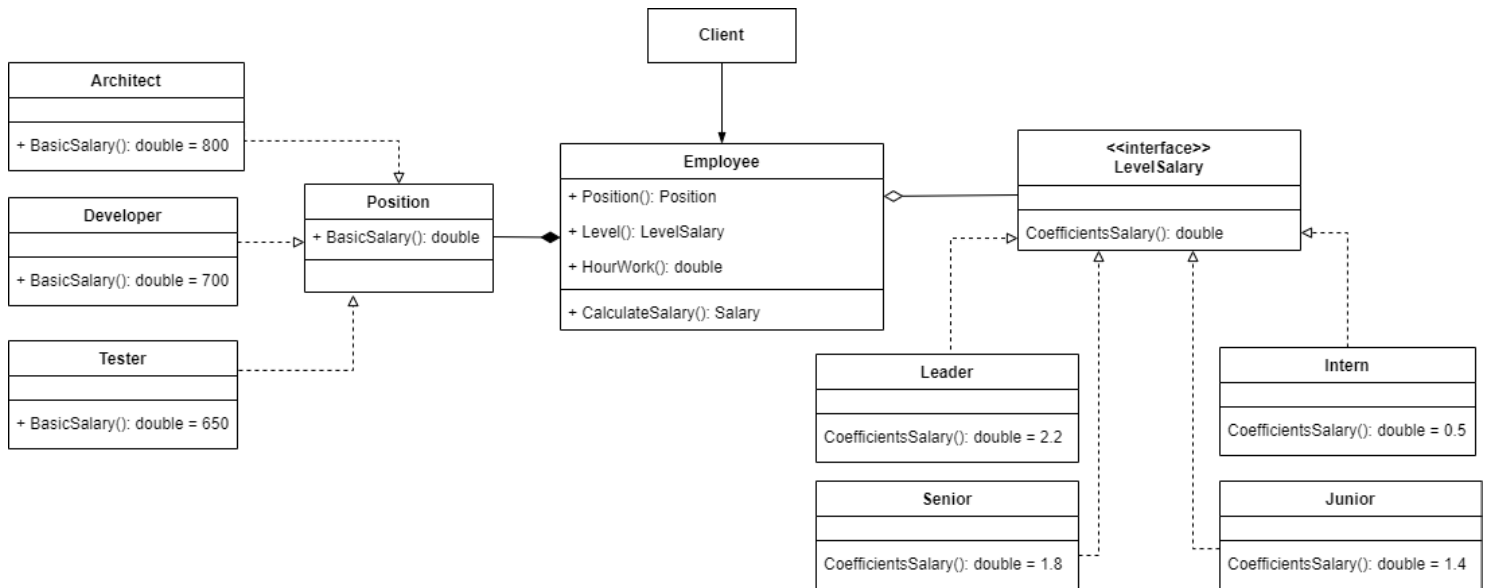 Client
Architect
+ BasicSalary(): double = 800
Developer
+ BasicSalary(): double = 700
Tester
+ BasicSalary(): double = 650
Position
+ BasicSalary(): double
Employee
+ Position(): Position
+ Level(): LevelSalary
+ HourWork(): double
+ CalculateSalary(): Salary
<<interface>>
LevelSalary
CoefficientsSalary(): double
Leader
CoefficientsSalary(): double = 2.2
Senior
CoefficientsSalary(): double = 1.8
Intern
CoefficientsSalary(): double = 0.5
Junior
CoefficientsSalary(): double = 1.4